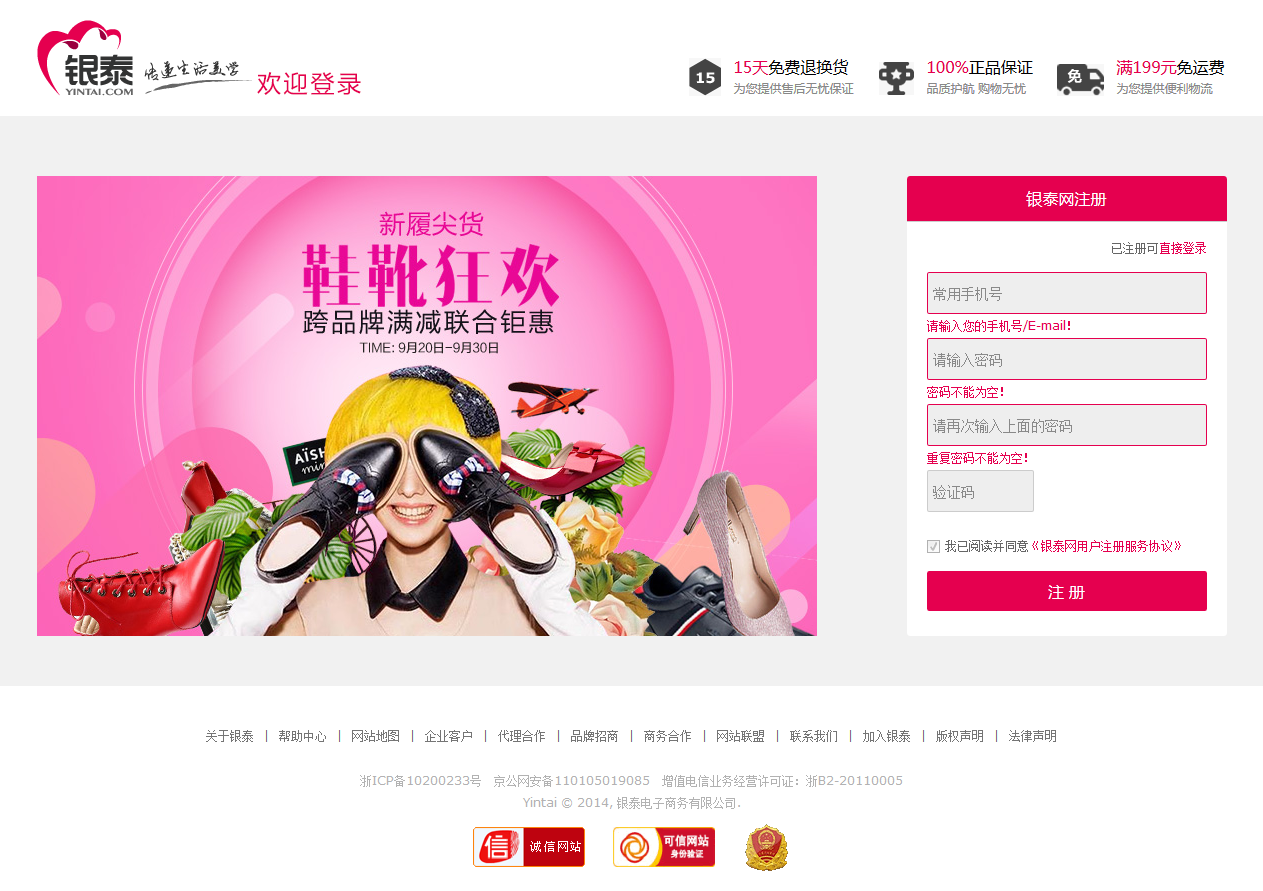 银泰
YINTAI.COM
传递生活美学
欢迎登录
15
15天免费退换货
为您提供售后无忧保证
100%正品保证
品质护航 购物无忧
免
满199元免运费
为您提供便利物流
新履尖货
鞋靴狂欢
跨品牌满减联合钜惠
TIME: 9月20日-9月30日
AÏSH
min
银泰网注册
已注册可直接登录
常用手机号
请输入您的手机号/E-mail!
请输入密码
密码不能为空!
请再次输入上面的密码
重复密码不能为空!
验证码
我已阅读并同意《银泰网用户注册服务协议》
注 册
关于银泰 | 帮助中心 | 网站地图 | 企业客户 | 代理合作 | 品牌招商 | 商务合作 | 网站联盟 | 联系我们 | 加入银泰 | 版权声明 | 法律声明
浙ICP备10200233号 京公网安备110105019085 增值电信业务经营许可证：浙B2-20110005
Yintai © 2014, 银泰电子商务有限公司.
信 诚信网站
可信网站
身份验证